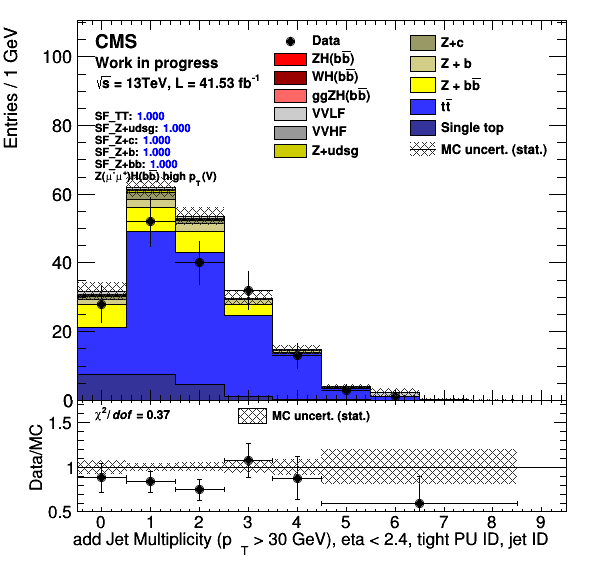 CMS
Work in progress
√s = 13TeV, L = 41.53 fb⁻¹
SF_TT: 1.000
SF_Z+udsg: 1.000
SF_Z+c: 1.000
SF_Z+b: 1.000
SF_Z+bb: 1.000
Z(μ⁻μ⁺)H(bb̅) high p_T(V)
Data
ZH(bb̅)
WH(bb̅)
ggZH(bb̅)
VVLF
VVHF
Z+udsg
Z+c
Z + b
Z + bb̅
tt̅
Single top
MC uncert. (stat.)
Entries / 1 GeV
100
80
60
40
20
0
χ²/dof = 0.37
MC uncert. (stat.)
Data/MC
1.5
1
0.5
0 1 2 3 4 5 6 7 8 9
add Jet Multiplicity (p_T > 30 GeV), eta < 2.4, tight PU ID, jet ID